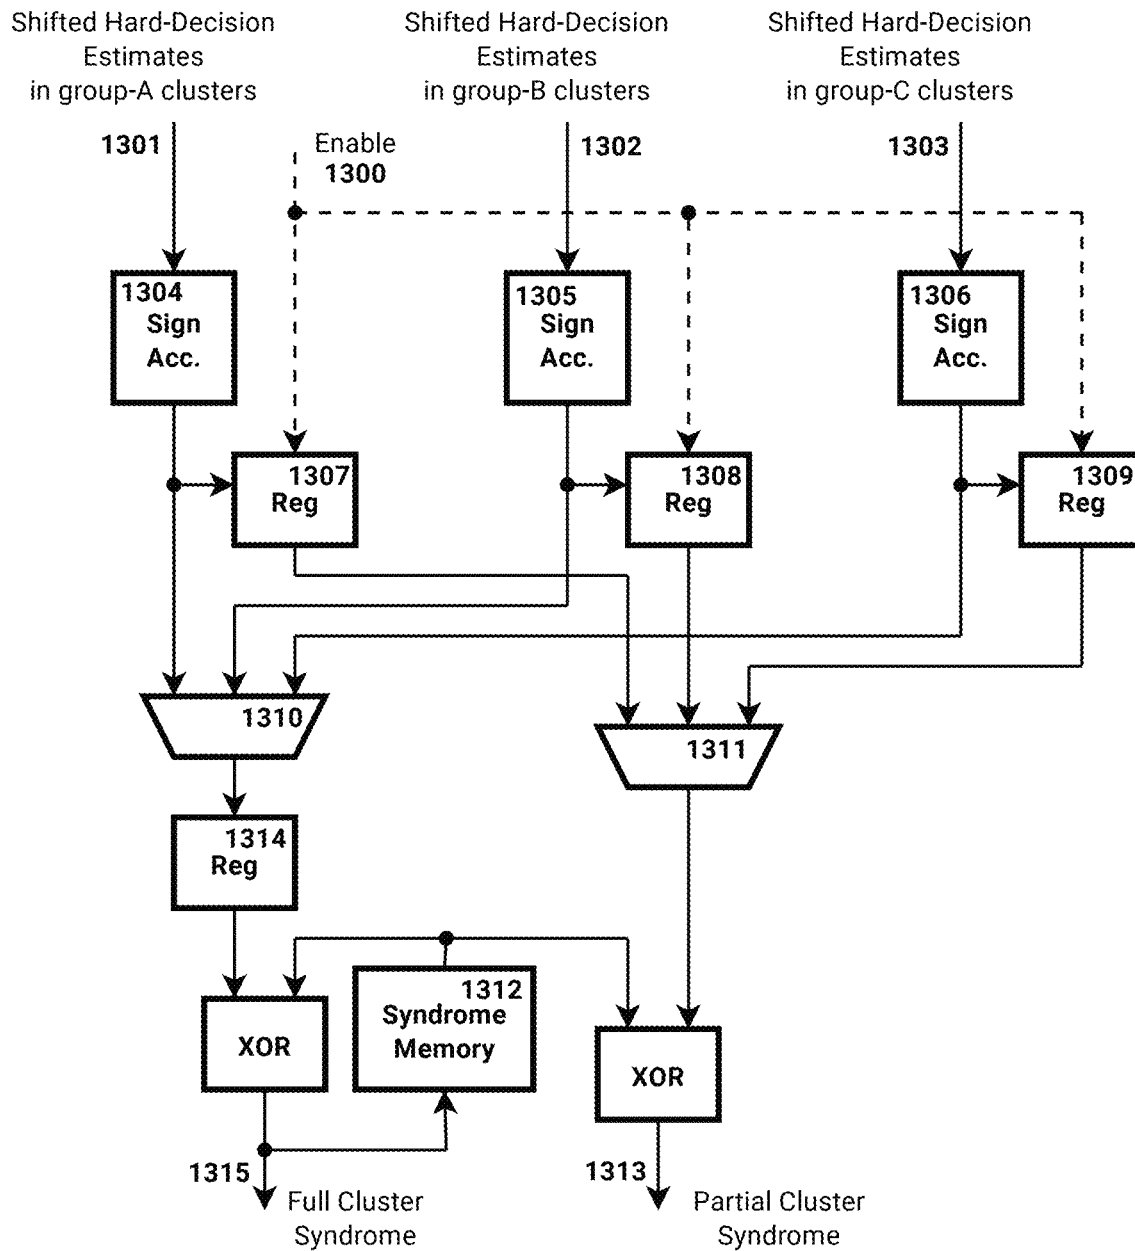 Shifted Hard-Decision
Estimates
in group-A clusters
Shifted Hard-Decision
Estimates
in group-B clusters
Shifted Hard-Decision
Estimates
in group-C clusters
1301
Enable
1300
1302
1303
1304
Sign
Acc.
1305
Sign
Acc.
1306
Sign
Acc.
1307
Reg
1308
Reg
1309
Reg
1310
1311
1314
Reg
1312
Syndrome
Memory
XOR
XOR
1315
Full Cluster
Syndrome
1313
Partial Cluster
Syndrome